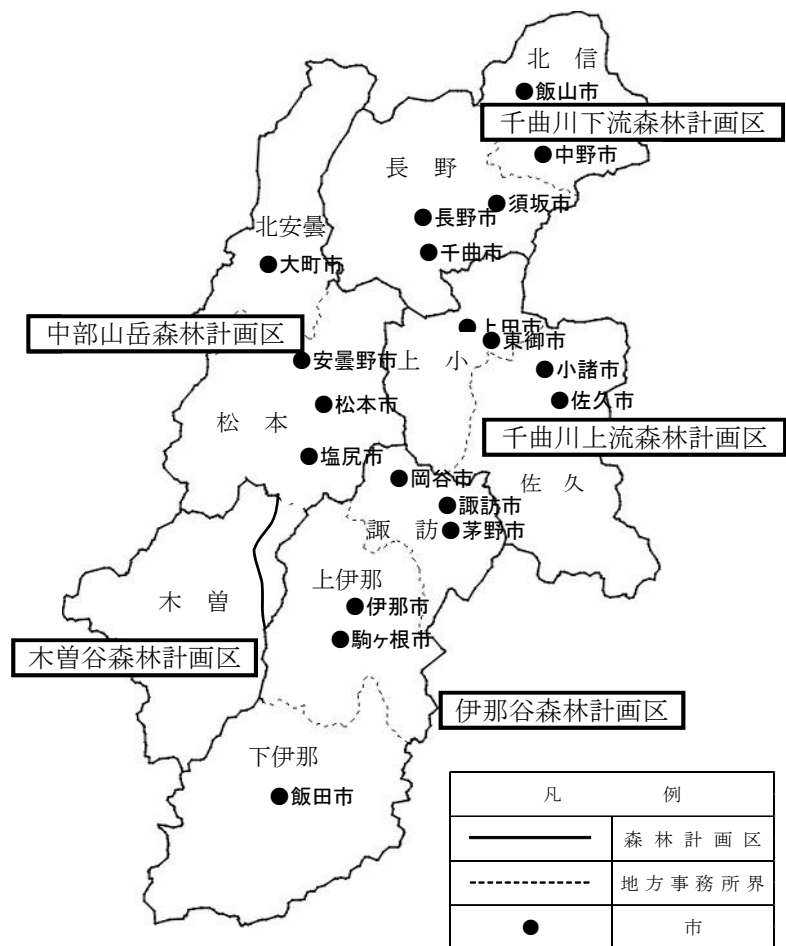 北 信
●飯山市
千曲川下流森林計画区
●中野市
長 野
●須坂市
●長野市
北安曇
●千曲市
●大町市
●上田市
中部山岳森林計画区
●東御市
●安曇野市
上 小
●小諸市
●佐久市
●松本市
松 本
千曲川上流森林計画区
●塩尻市
●岡谷市
佐 久
●諏訪市
諏 訪
●茅野市
上伊那
木 曽
●伊那市
●駒ヶ根市
木曽谷森林計画区
伊那谷森林計画区
下伊那
●飯田市
凡 例
森林計画区
地方事務所界
● 市